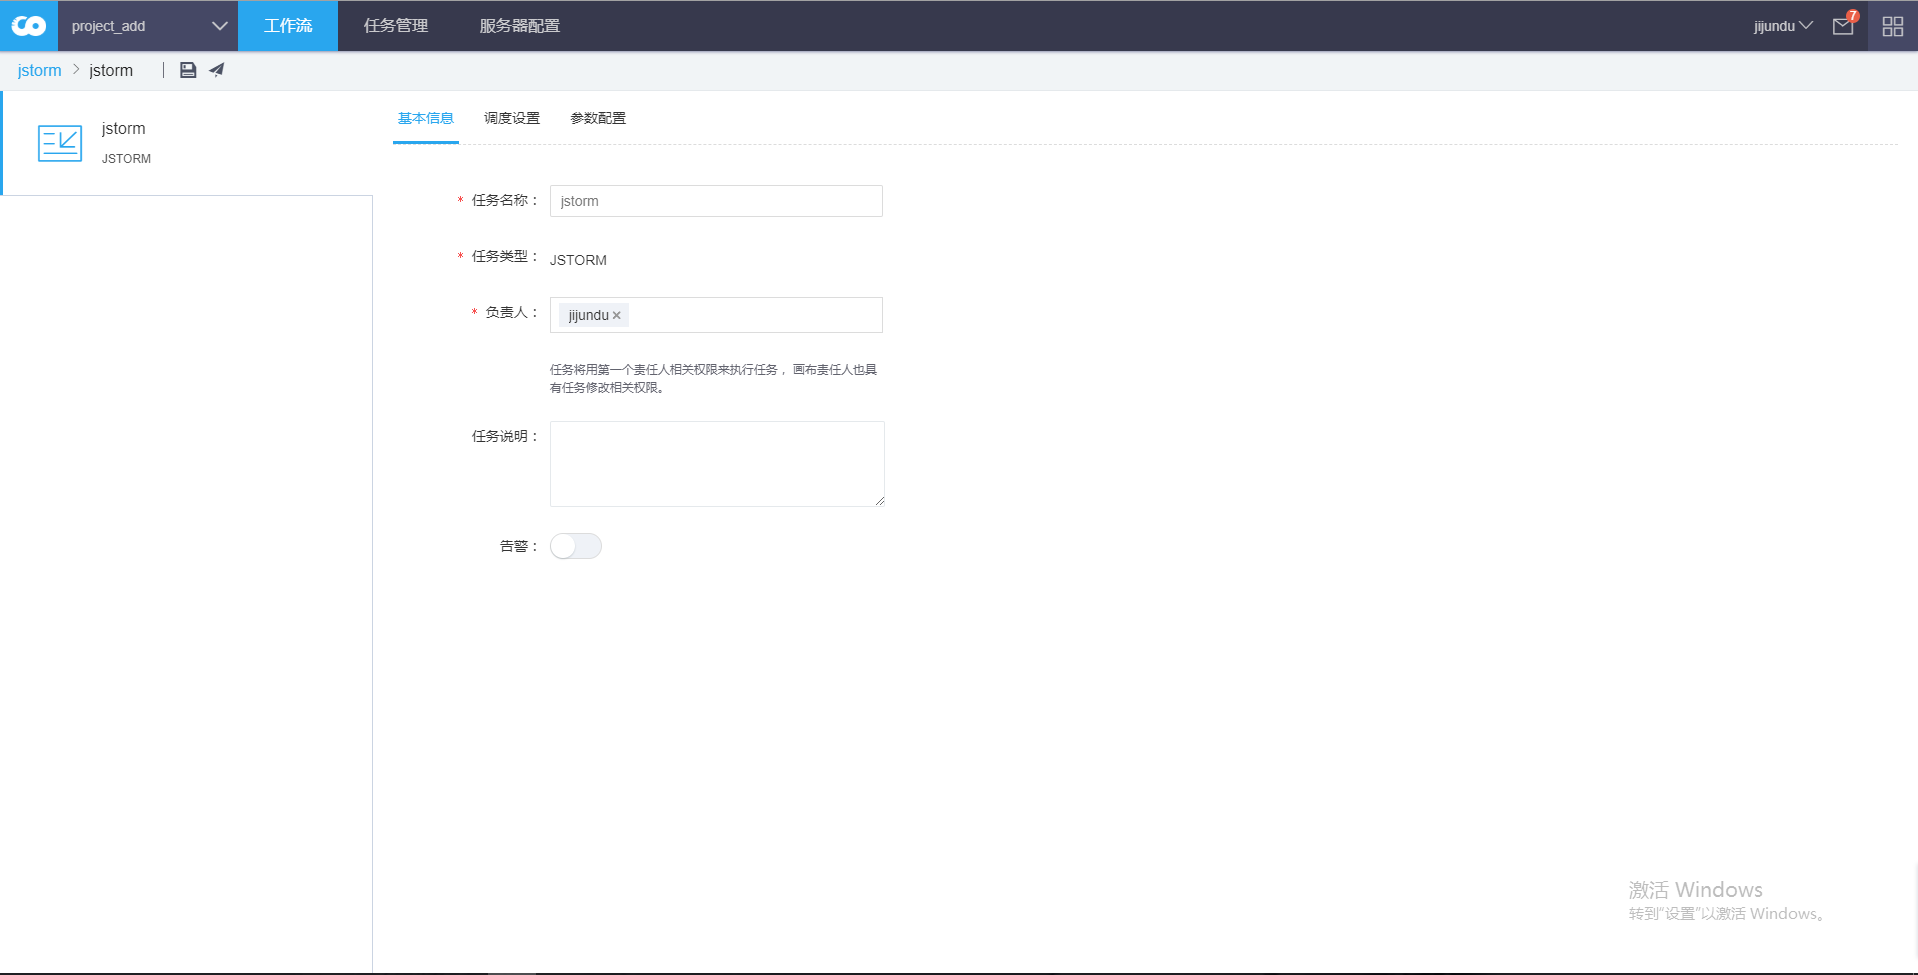 project_add
工作流
任务管理
服务器配置
jijundu
7
jstorm > jstorm
jstorm
JSTORM
基本信息
调度设置
参数配置
* 任务名称：
jstorm
* 任务类型：
JSTORM
* 负责人：
jijundu ×
任务将用第一个责任人相关权限来执行任务，画布责任人也具
有任务修改相关权限。
任务说明：
告警：
激活 Windows
转到“设置”以激活 Windows。